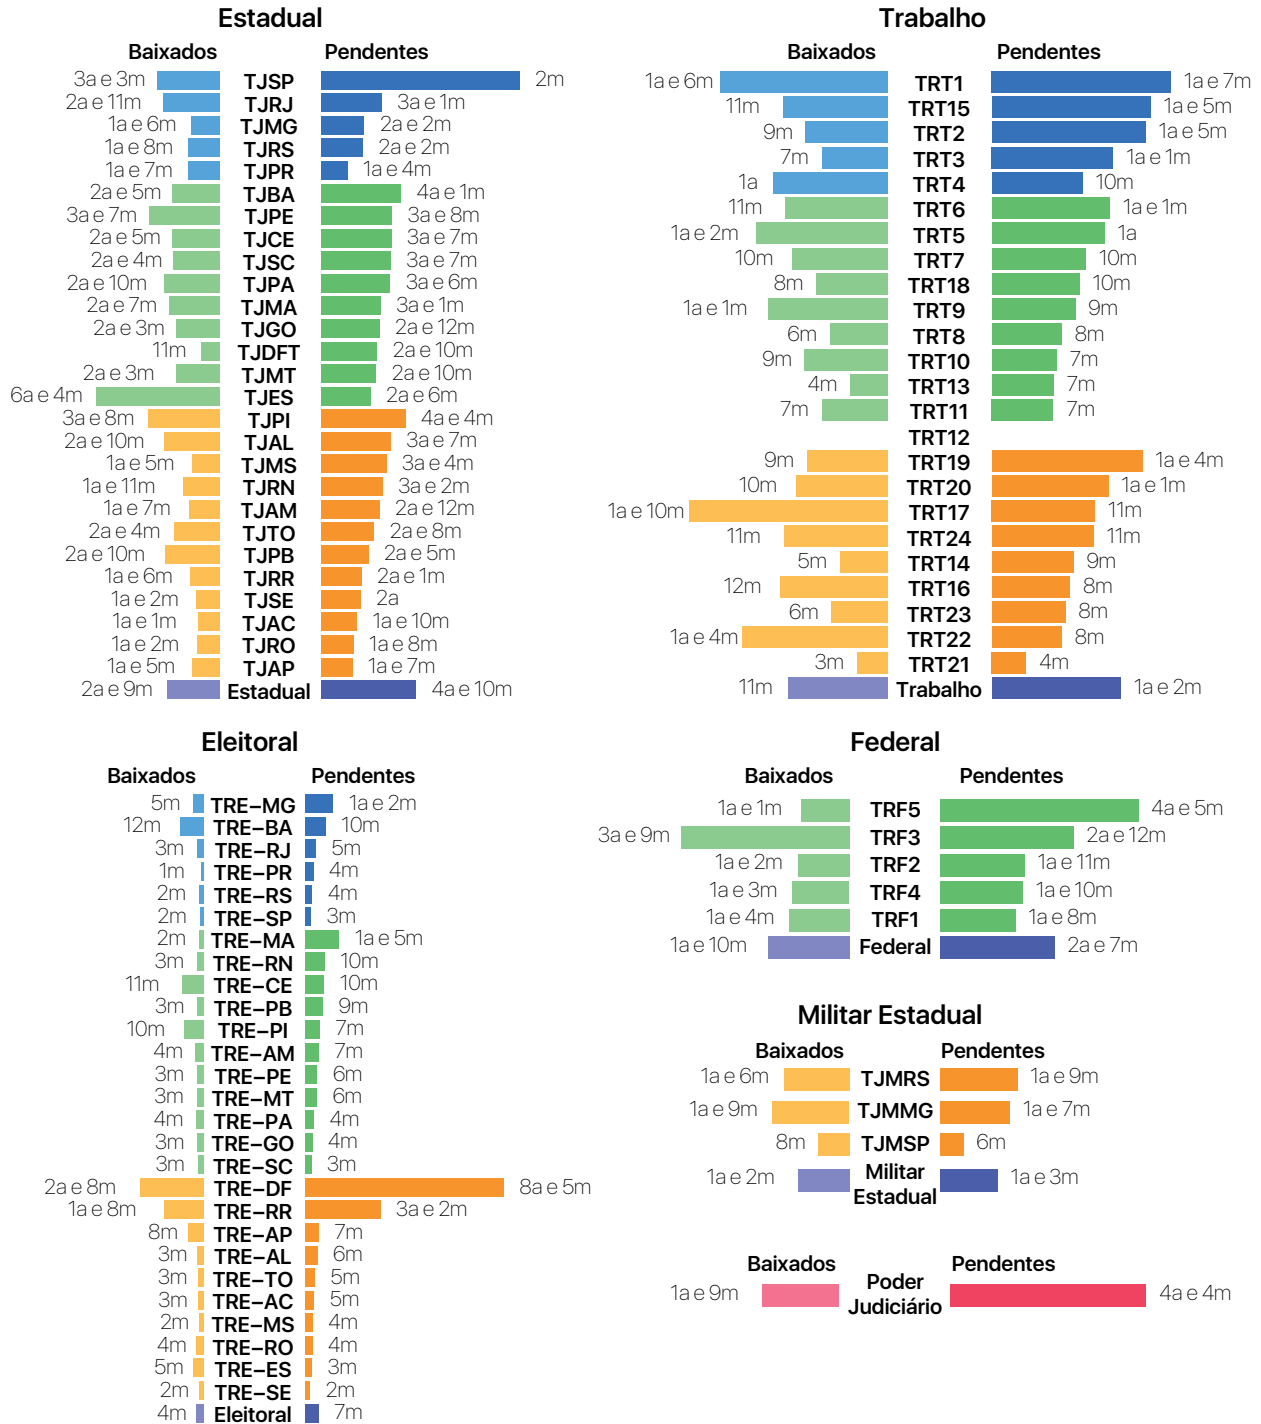 Estadual
Baixados Pendentes
3a e 3m TJSP 2m
2a e 11m TJRJ 3a e 1m
1a e 6m TJMG 2a e 2m
1a e 8m TJRS 2a e 2m
1a e 7m TJPR 1a e 4m
2a e 5m TJBA 4a e 1m
3a e 7m TJPE 3a e 8m
2a e 5m TJCE 3a e 7m
2a e 4m TJSC 3a e 7m
2a e 10m TJPA 3a e 6m
2a e 7m TJMA 3a e 1m
2a e 3m TJGO 2a e 12m
11m TJDFT 2a e 10m
2a e 3m TJMT 2a e 10m
6a e 4m TJES 2a e 6m
3a e 8m TJPI 4a e 4m
2a e 10m TJAL 3a e 7m
1a e 5m TJMS 3a e 4m
1a e 11m TJRN 3a e 2m
1a e 7m TJAM 2a e 12m
2a e 4m TJTO 2a e 8m
2a e 10m TJPB 2a e 5m
1a e 6m TJRR 2a e 1m
1a e 2m TJSE 2a
1a e 1m TJAC 1a e 10m
1a e 2m TJRO 1a e 8m
1a e 5m TJAP 1a e 7m
2a e 9m Estadual 4a e 10m
Trabalho
Baixados Pendentes
1a e 6m TRT1 1a e 7m
11m TRT15 1a e 5m
9m TRT2 1a e 5m
7m TRT3 1a e 1m
1a TRT4 10m
11m TRT6 1a e 1m
1a e 2m TRT5 1a
10m TRT7 10m
8m TRT18 10m
1a e 1m TRT9 9m
6m TRT8 8m
9m TRT10 7m
4m TRT13 7m
7m TRT11 7m
TRT12
9m TRT19 1a e 4m
10m TRT20 1a e 1m
1a e 10m TRT17 11m
11m TRT24 11m
5m TRT14 9m
12m TRT16 8m
6m TRT23 8m
1a e 4m TRT22 8m
3m TRT21 4m
11m Trabalho 1a e 2m
Eleitoral
Baixados Pendentes
5m TRE–MG 1a e 2m
12m TRE–BA 10m
3m TRE–RJ 5m
1m TRE–PR 4m
2m TRE–RS 4m
2m TRE–SP 3m
2m TRE–MA 1a e 5m
3m TRE–RN 10m
11m TRE–CE 10m
3m TRE–PB 9m
10m TRE–PI 7m
4m TRE–AM 7m
3m TRE–PE 6m
3m TRE–MT 6m
4m TRE–PA 4m
3m TRE–GO 4m
3m TRE–SC 3m
2a e 8m TRE–DF 8a e 5m
1a e 8m TRE–RR 3a e 2m
8m TRE–AP 7m
3m TRE–AL 6m
3m TRE–TO 5m
3m TRE–AC 5m
2m TRE–MS 4m
4m TRE–RO 4m
5m TRE–ES 3m
2m TRE–SE 2m
4m Eleitoral 7m
Federal
Baixados Pendentes
1a e 1m TRF5 4a e 5m
3a e 9m TRF3 2a e 12m
1a e 2m TRF2 1a e 11m
1a e 3m TRF4 1a e 10m
1a e 4m TRF1 1a e 8m
1a e 10m Federal 2a e 7m
Militar Estadual
Baixados Pendentes
1a e 6m TJMRS 1a e 9m
1a e 9m TJMMG 1a e 7m
8m TJMSP 6m
1a e 2m Militar 1a e 3m
Estadual
Baixados Pendentes
1a e 9m Poder 4a e 4m
Judiciário